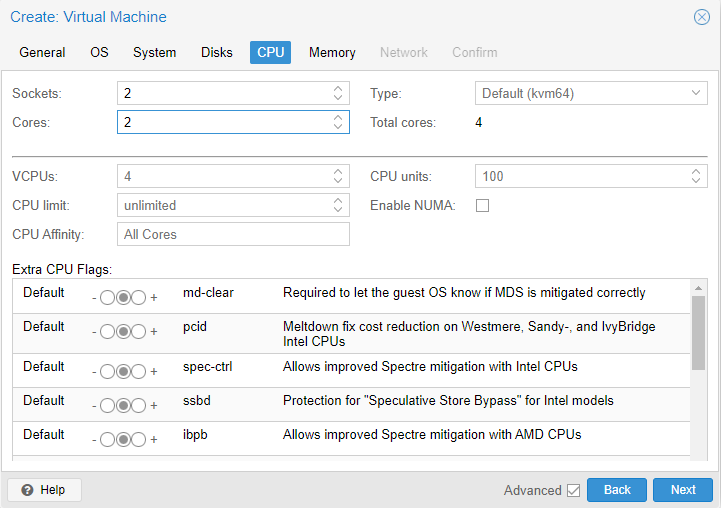 Create: Virtual Machine
General OS System Disks CPU Memory Network Confirm
Sockets: 2 Type: Default (kvm64)
Cores: 2 Total cores: 4
VCPUs: 4 CPU units: 100
CPU limit: unlimited Enable NUMA:
CPU Affinity: All Cores
Extra CPU Flags:
Default - + md-clear Required to let the guest OS know if MDS is mitigated correctly
Default - + pcid Meltdown fix cost reduction on Westmere, Sandy-, and IvyBridge
Intel CPUs
Default - + spec-ctrl Allows improved Spectre mitigation with Intel CPUs
Default - + ssbd Protection for "Speculative Store Bypass" for Intel models
Default - + ibpb Allows improved Spectre mitigation with AMD CPUs
? Help Advanced Back Next